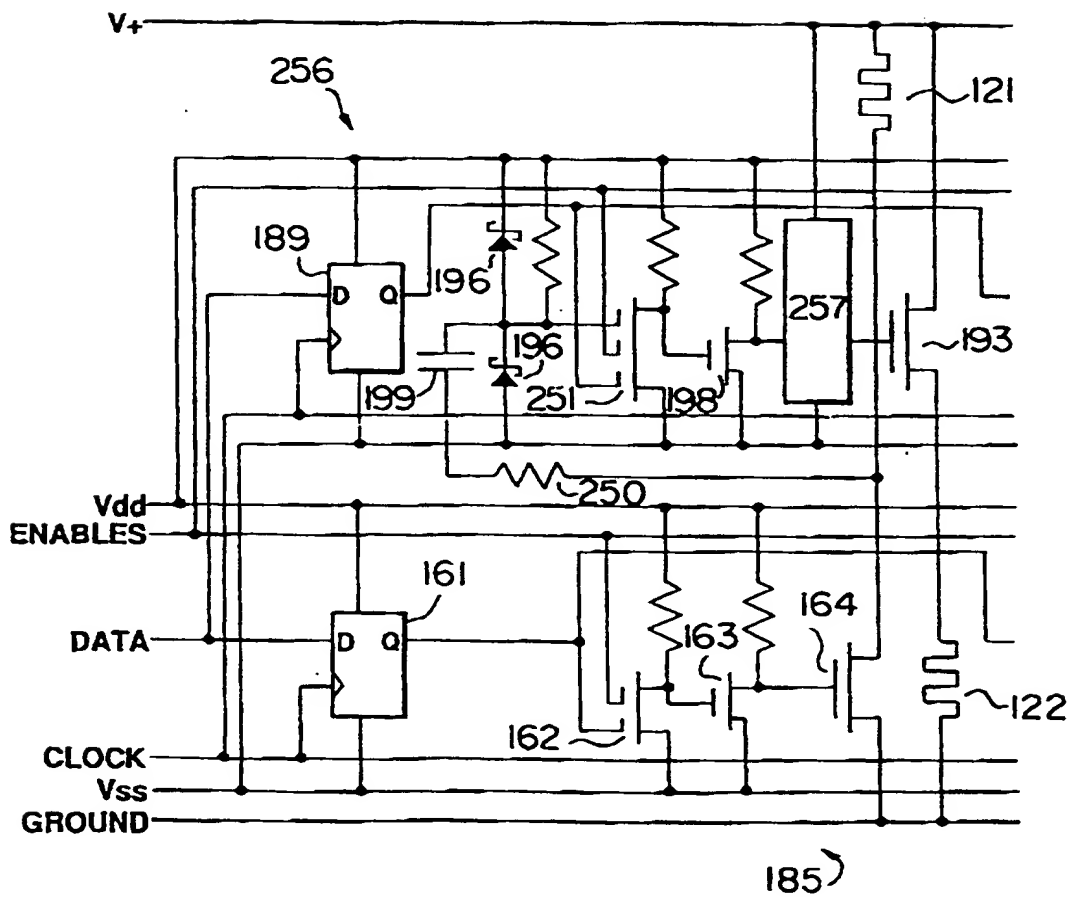 V+
256
121
189
D Q
196
257
196
193
199
251
198
250
Vdd
ENABLES
161
164
DATA
D Q
163
122
162
CLOCK
Vss
GROUND
185